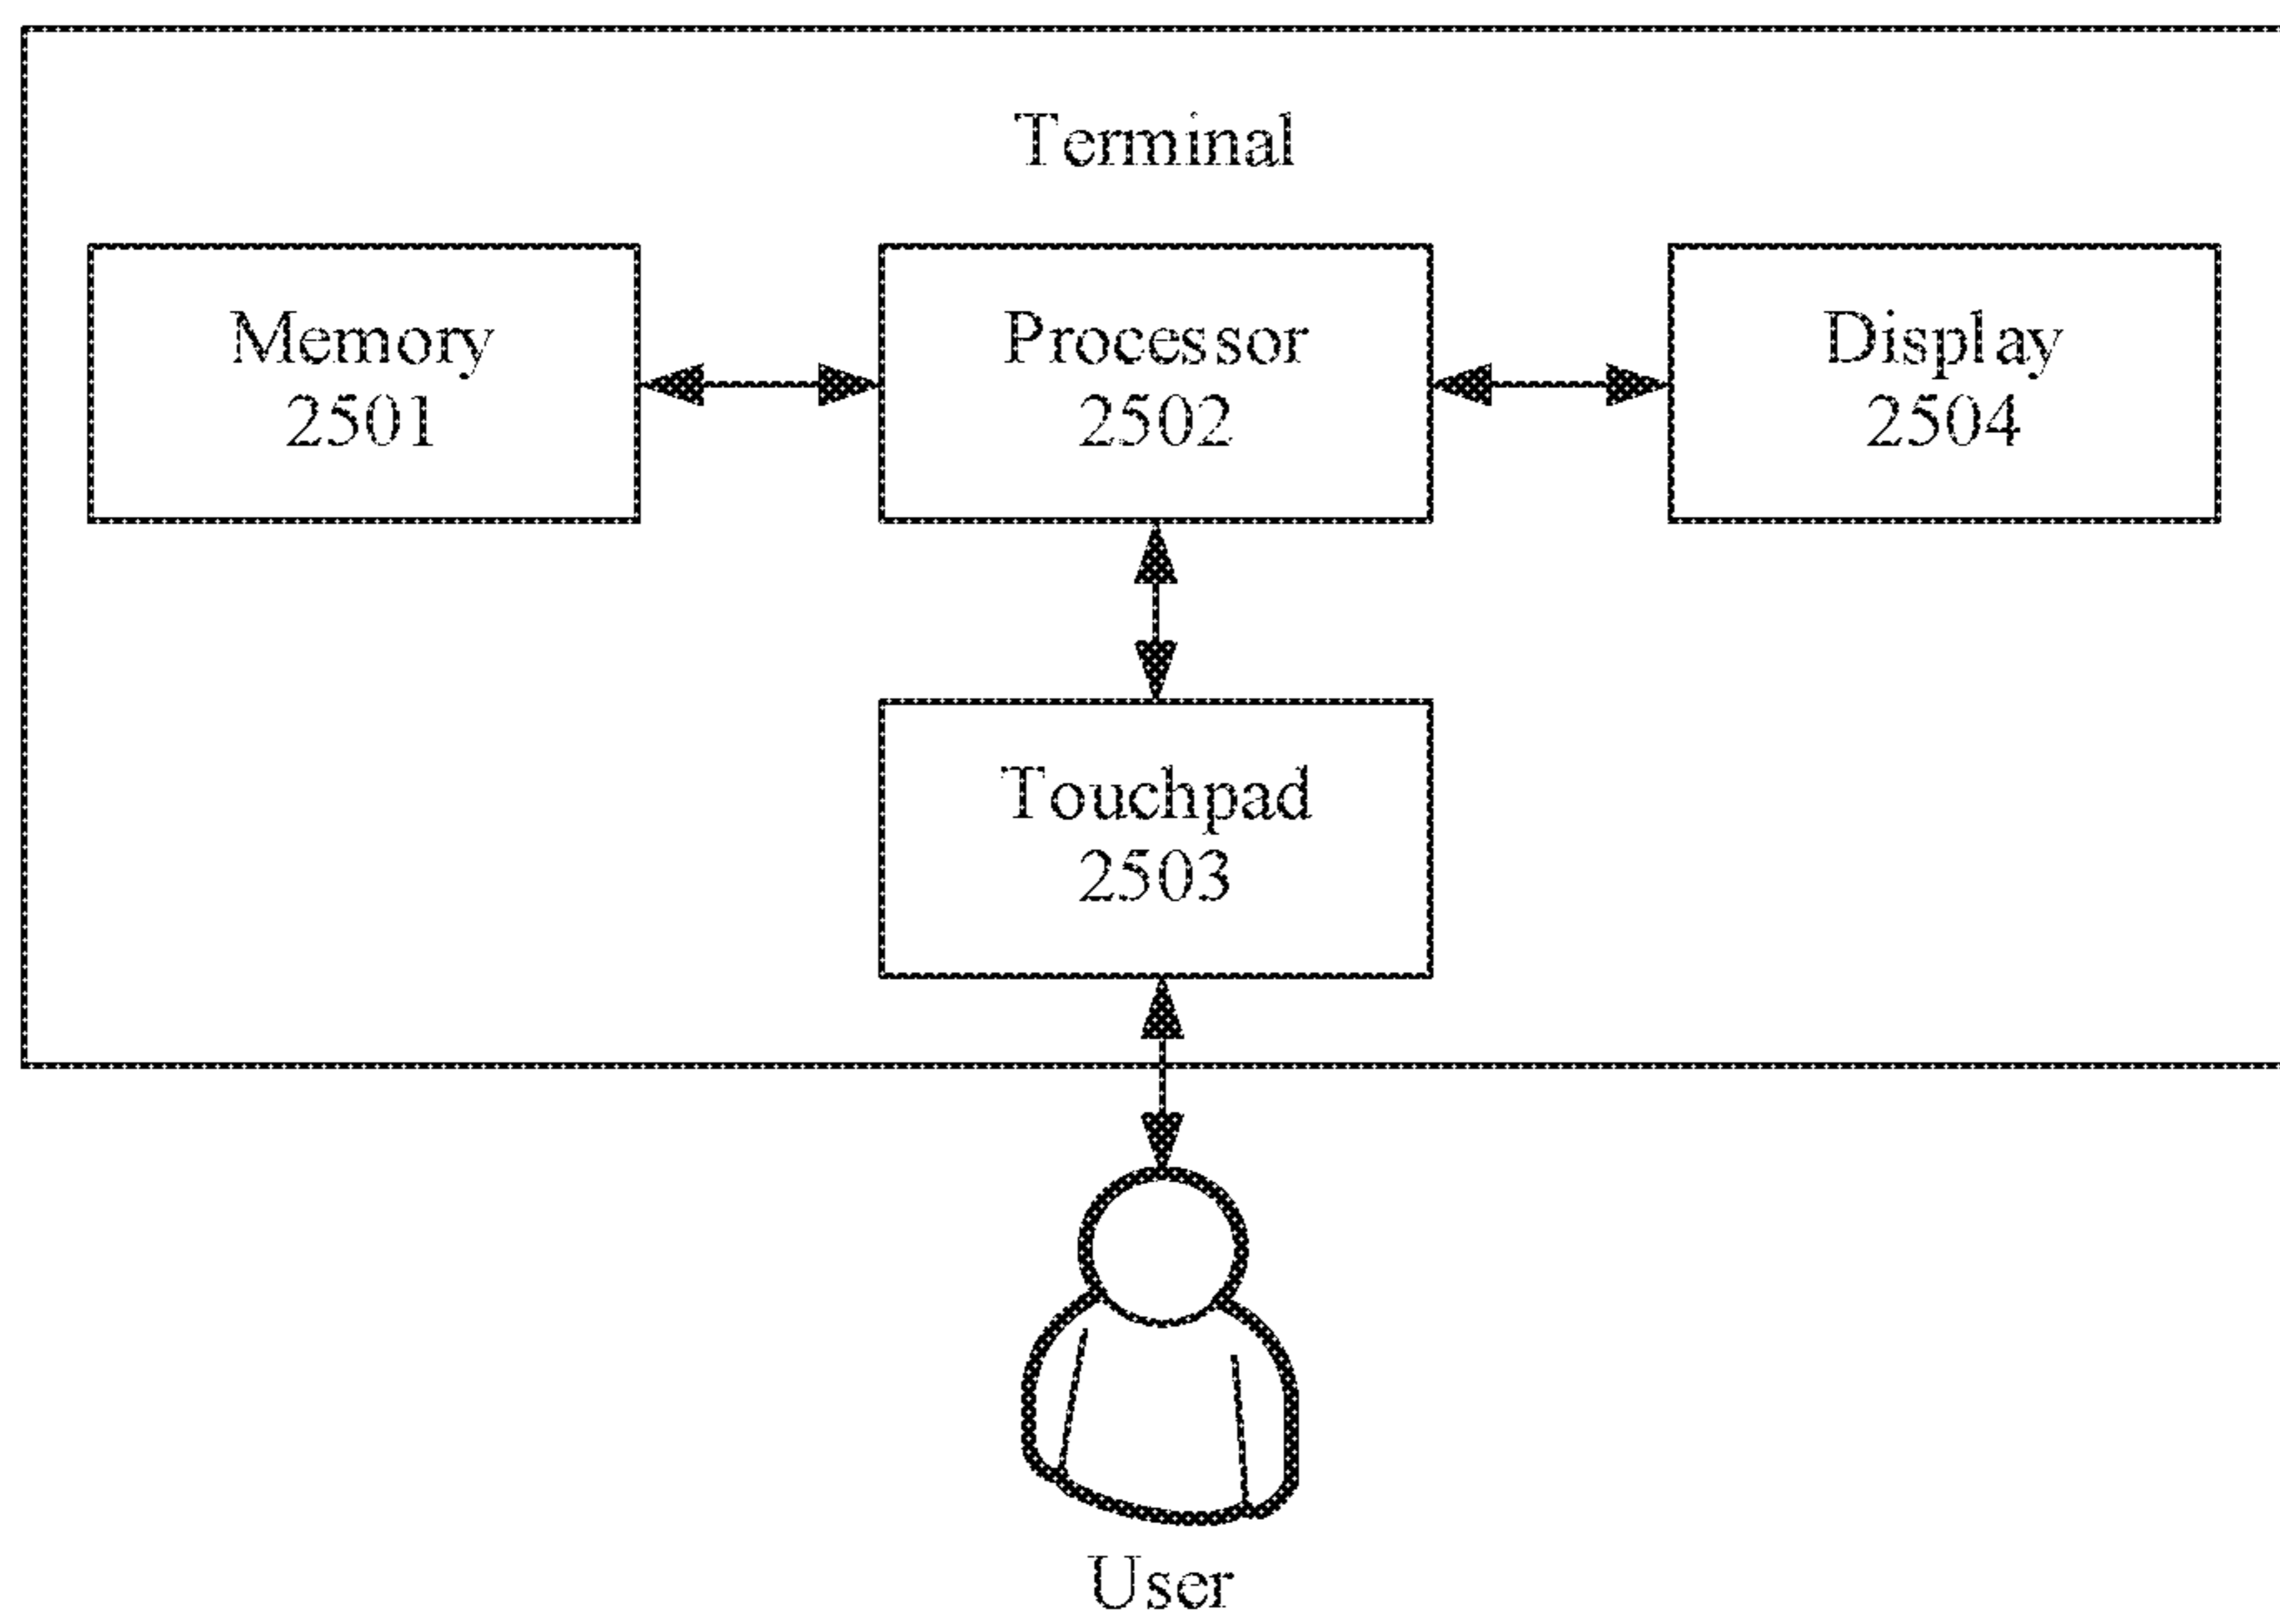 Terminal
Memory
2501
Processor
2502
Display
2504
Touchpad
2503
User